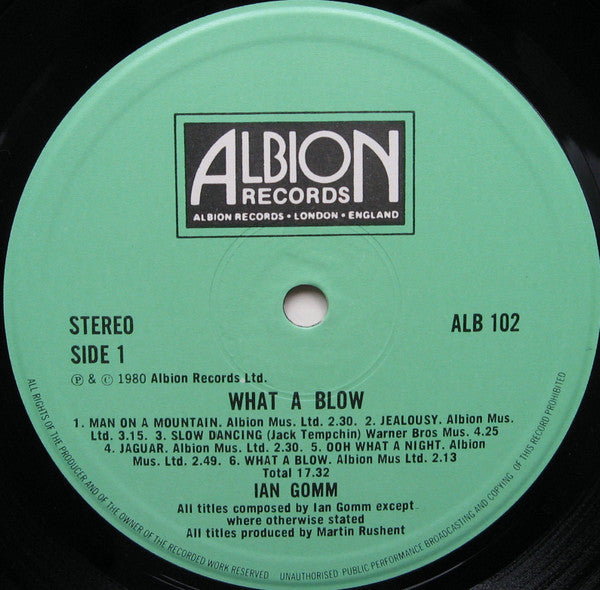 ALBION
RECORDS
ALBION RECORDS • LONDON • ENGLAND
STEREO
ALB 102
SIDE 1
Ⓟ & © 1980 Albion Records Ltd.
WHAT A BLOW
1. MAN ON A MOUNTAIN. Albion Mus. Ltd. 2.30. 2. JEALOUSY. Albion Mus.
Ltd. 3.15. 3. SLOW DANCING (Jack Tempchin) Warner Bros Mus. 4.25
4. JAGUAR. Albion Mus. Ltd. 2.30. 5. OOH WHAT A NIGHT. Albion
Mus. Ltd. 2.49. 6. WHAT A BLOW. Albion Mus. Ltd 2.13
Total 17.32
IAN GOMM
All titles composed by Ian Gomm except
where otherwise stated
All titles produced by Martin Rushent
ALL RIGHTS OF THE PRODUCER AND OF THE OWNER OF THE RECORDED WORK RESERVED - UNAUTHORISED PUBLIC PERFORMANCE BROADCASTING AND COPYING OF THIS RECORD PROHIBITED